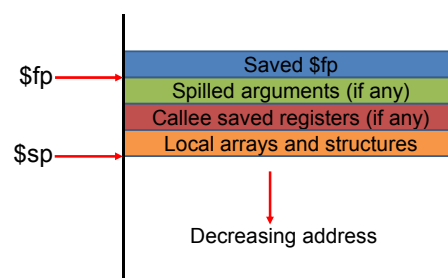 Saved $fp
$fp
Spilled arguments (if any)
Callee saved registers (if any)
Local arrays and structures
$sp
Decreasing address